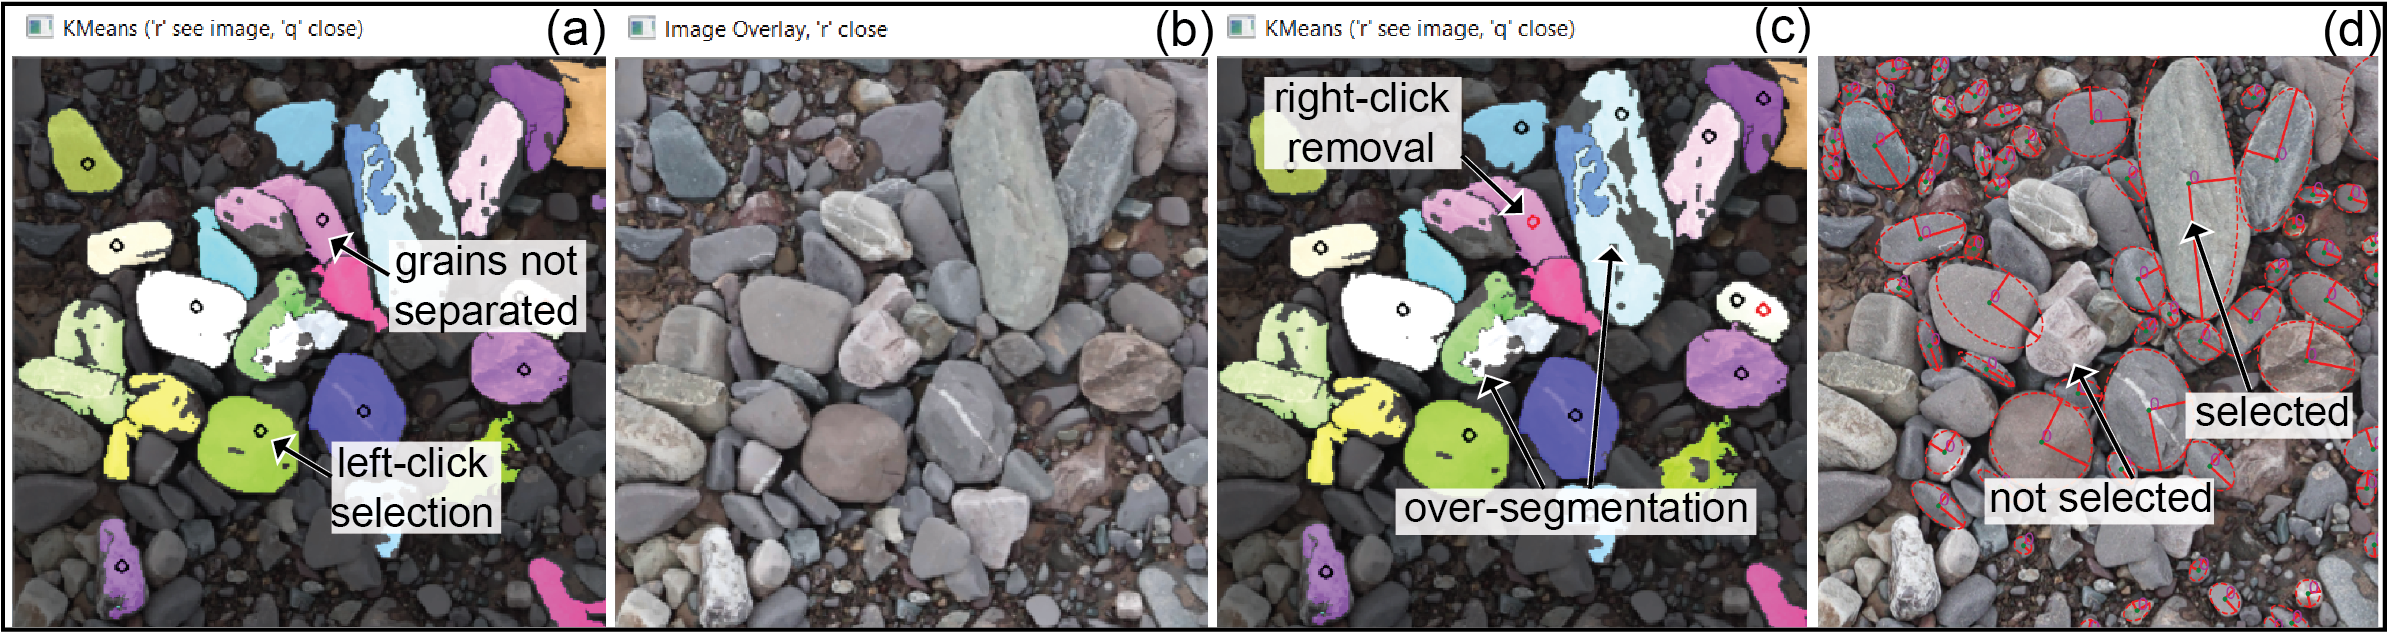 KMeans ('r' see image, 'q' close)
(a)
Image Overlay, 'r' close
(b)
KMeans ('r' see image, 'q' close)
(c)
(d)
grains not
separated
left-click
selection
right-click
removal
over-segmentation
selected
not selected